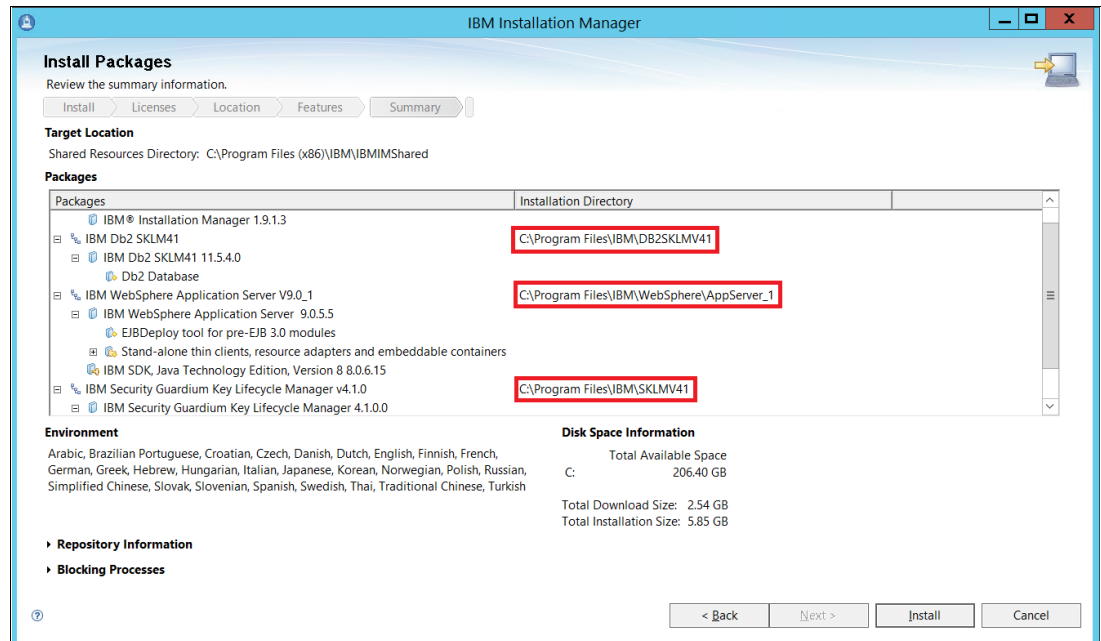 IBM Installation Manager
X
Install Packages
Review the summary information.
Install Licenses Location Features Summary
Target Location
Shared Resources Directory: C:\Program Files (x86)\IBM\IBMIMShared
Packages
Packages Installation Directory
IBM® Installation Manager 1.9.1.3
IBM Db2 SKLM41 C:\Program Files\IBM\DB2SKLMV41
IBM Db2 SKLM41 11.5.4.0
Db2 Database
IBM WebSphere Application Server V9.0_1 C:\Program Files\IBM\WebSphere\AppServer_1
IBM WebSphere Application Server 9.0.5.5
EJBDeploy tool for pre-EJB 3.0 modules
Stand-alone thin clients, resource adapters and embeddable containers
IBM SDK, Java Technology Edition, Version 8 8.0.6.15
IBM Security Guardium Key Lifecycle Manager v4.1.0 C:\Program Files\IBM\SKLMV41
IBM Security Guardium Key Lifecycle Manager 4.1.0.0
Environment
Arabic, Brazilian Portuguese, Croatian, Czech, Danish, Dutch, English, Finnish, French,
German, Greek, Hebrew, Hungarian, Italian, Japanese, Korean, Norwegian, Polish, Russian,
Simplified Chinese, Slovak, Slovenian, Spanish, Swedish, Thai, Traditional Chinese, Turkish
Disk Space Information
Total Available Space
C: 206.40 GB
Total Download Size: 2.54 GB
Total Installation Size: 5.85 GB
Repository Information
Blocking Processes
? < Back Next > Install Cancel